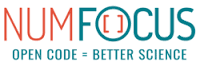 NUMFOCUS
OPEN CODE = BETTER SCIENCE